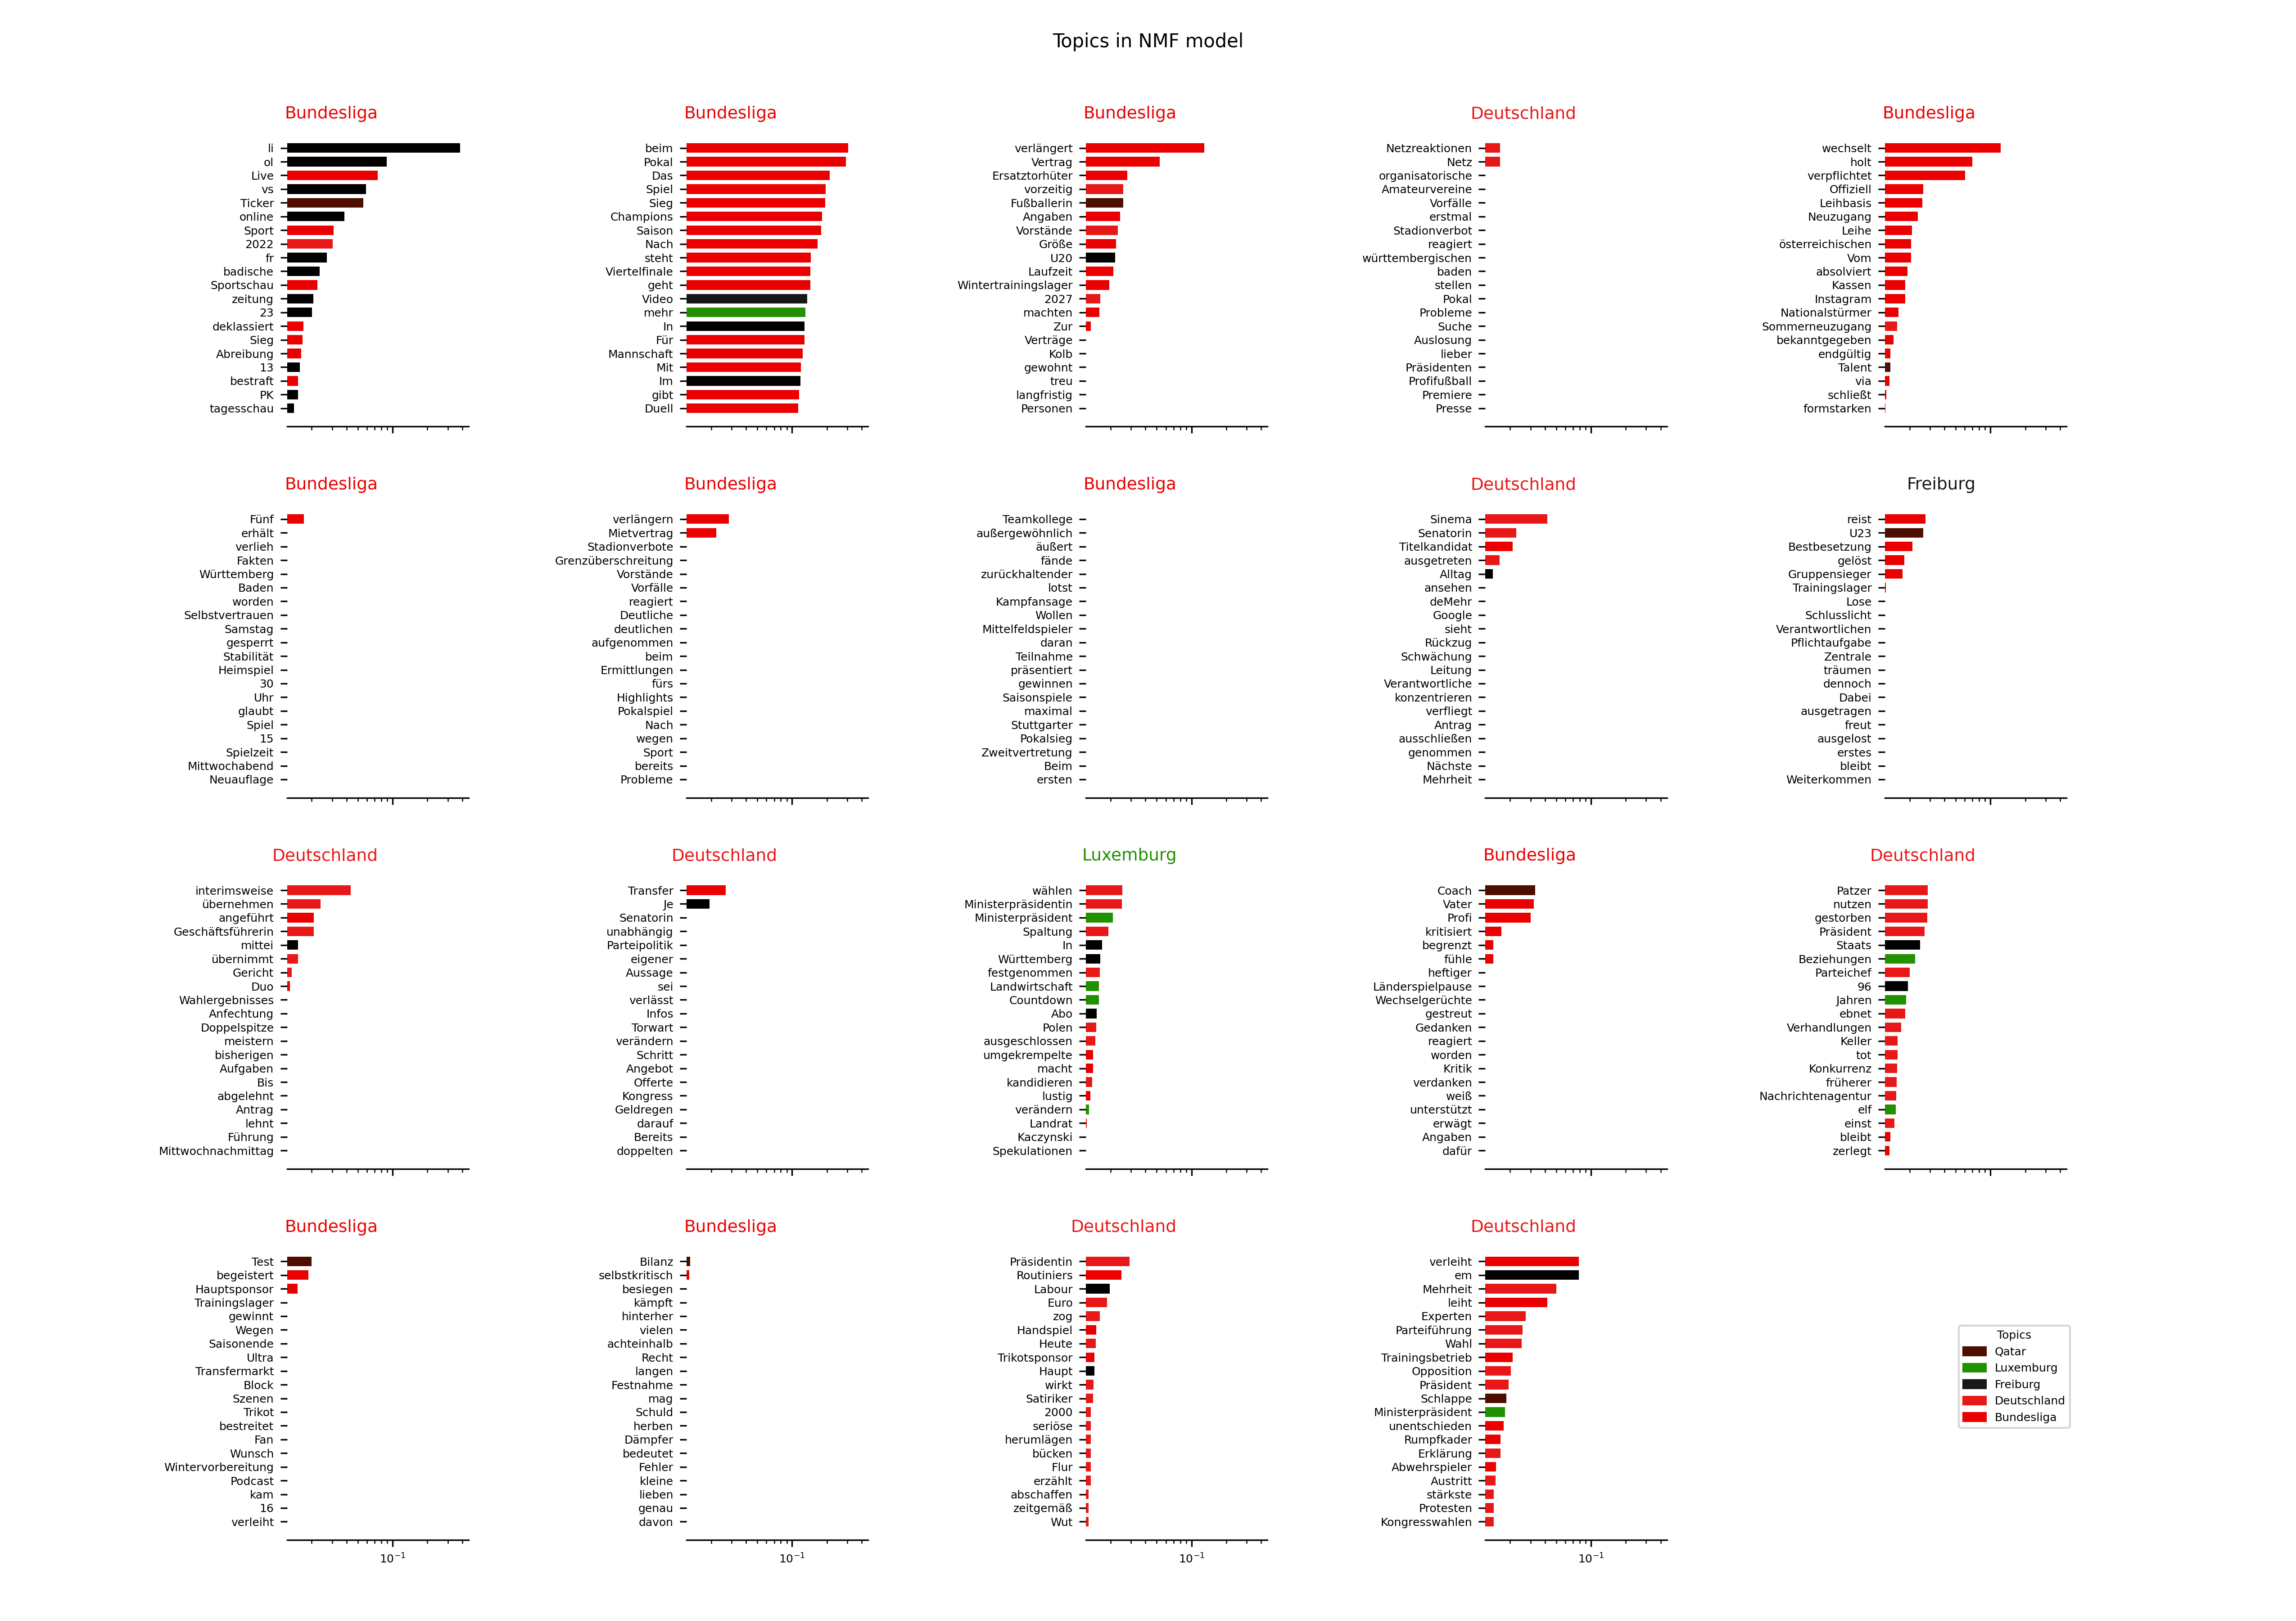 Topics in NMF model
Bundesliga
li
ol
Live
vs
Ticker
online
Sport
2022
fr
badische
Sportschau
zeitung
23
deklassiert
Sieg
Abreibung
13
bestraft
PK
tagesschau
Bundesliga
beim
Pokal
Das
Spiel
Sieg
Champions
Saison
Nach
steht
Viertelfinale
geht
Video
mehr
In
Für
Mannschaft
Mit
Im
gibt
Duell
Bundesliga
verlängert
Vertrag
Ersatztorhüter
vorzeitig
Fußballerin
Angaben
Vorstände
Größe
U20
Laufzeit
Wintertrainingslager
2027
machten
Zur
Verträge
Kolb
gewohnt
treu
langfristig
Personen
Deutschland
Netzreaktionen
Netz
organisatorische
Amateurvereine
Vorfälle
erstmal
Stadionverbot
reagiert
württembergischen
baden
stellen
Pokal
Probleme
Suche
Auslosung
lieber
Präsidenten
Profifußball
Premiere
Presse
Bundesliga
wechselt
holt
verpflichtet
Offiziell
Leihbasis
Neuzugang
Leihe
österreichischen
Vom
absolviert
Kassen
Instagram
Nationalstürmer
Sommerneuzugang
bekanntgegeben
endgültig
Talent
via
schließt
formstarken
Bundesliga
Fünf
erhält
verlieh
Fakten
Württemberg
Baden
worden
Selbstvertrauen
Samstag
gesperrt
Stabilität
Heimspiel
30
Uhr
glaubt
Spiel
15
Spielzeit
Mittwochabend
Neuauflage
Bundesliga
verlängern
Mietvertrag
Stadionverbote
Grenzüberschreitung
Vorstände
Vorfälle
reagiert
Deutliche
deutlichen
aufgenommen
beim
Ermittlungen
fürs
Highlights
Pokalspiel
Nach
wegen
Sport
bereits
Probleme
Bundesliga
Teamkollege
außergewöhnlich
äußert
fände
zurückhaltender
lotst
Kampfansage
Wollen
Mittelfeldspieler
daran
Teilnahme
präsentiert
gewinnen
Saisonspiele
maximal
Stuttgarter
Pokalsieg
Zweitvertretung
Beim
ersten
Deutschland
Sinema
Senatorin
Titelkandidat
ausgetreten
Alltag
ansehen
deMehr
Google
sieht
Rückzug
Schwächung
Leitung
Verantwortliche
konzentrieren
verfliegt
Antrag
ausschließen
genommen
Nächste
Mehrheit
Freiburg
reist
U23
Bestbesetzung
gelöst
Gruppensieger
Trainingslager
Lose
Schlusslicht
Verantwortlichen
Pflichtaufgabe
Zentrale
träumen
dennoch
Dabei
ausgetragen
freut
ausgelost
erstes
bleibt
Weiterkommen
Deutschland
interimsweise
übernehmen
angeführt
Geschäftsführerin
mittei
übernimmt
Gericht
Duo
Wahlergebnisses
Anfechtung
Doppelspitze
meistern
bisherigen
Aufgaben
Bis
abgelehnt
Antrag
lehnt
Führung
Mittwochnachmittag
Deutschland
Transfer
Je
Senatorin
unabhängig
Parteipolitik
eigener
Aussage
sei
verlässt
Infos
Torwart
verändern
Schritt
Angebot
Offerte
Kongress
Geldregen
darauf
Bereits
doppelten
Luxemburg
wählen
Ministerpräsidentin
Ministerpräsident
Spaltung
In
Württemberg
festgenommen
Landwirtschaft
Countdown
Abo
Polen
ausgeschlossen
umgekrempelte
macht
kandidieren
lustig
verändern
Landrat
Kaczynski
Spekulationen
Bundesliga
Coach
Vater
Profi
kritisiert
begrenzt
fühle
heftiger
Länderspielpause
Wechselgerüchte
gestreut
Gedanken
reagiert
worden
Kritik
verdanken
weiß
unterstützt
erwägt
Angaben
dafür
Deutschland
Patzer
nutzen
gestorben
Präsident
Staats
Beziehungen
Parteichef
96
Jahren
ebnet
Verhandlungen
Keller
tot
Konkurrenz
früherer
Nachrichtenagentur
elf
einst
bleibt
zerlegt
Bundesliga
Test
begeistert
Hauptsponsor
Trainingslager
gewinnt
Wegen
Saisonende
Ultra
Transfermarkt
Block
Szenen
Trikot
bestreitet
Fan
Wunsch
Wintervorbereitung
Podcast
kam
16
verleiht
10⁻¹
Bundesliga
Bilanz
selbstkritisch
besiegen
kämpft
hinterher
vielen
achteinhalb
Recht
langen
Festnahme
mag
Schuld
herben
Dämpfer
bedeutet
Fehler
kleine
lieben
genau
davon
10⁻¹
Deutschland
Präsidentin
Routiniers
Labour
Euro
zog
Handspiel
Heute
Trikotsponsor
Haupt
wirkt
Satiriker
2000
seriöse
herumlägen
bücken
Flur
erzählt
abschaffen
zeitgemäß
Wut
10⁻¹
Deutschland
verleiht
em
Mehrheit
leiht
Experten
Parteiführung
Wahl
Trainingsbetrieb
Opposition
Präsident
Schlappe
Ministerpräsident
unentschieden
Rumpfkader
Erklärung
Abwehrspieler
Austritt
stärkste
Protesten
Kongresswahlen
10⁻¹
Topics
Qatar
Luxemburg
Freiburg
Deutschland
Bundesliga